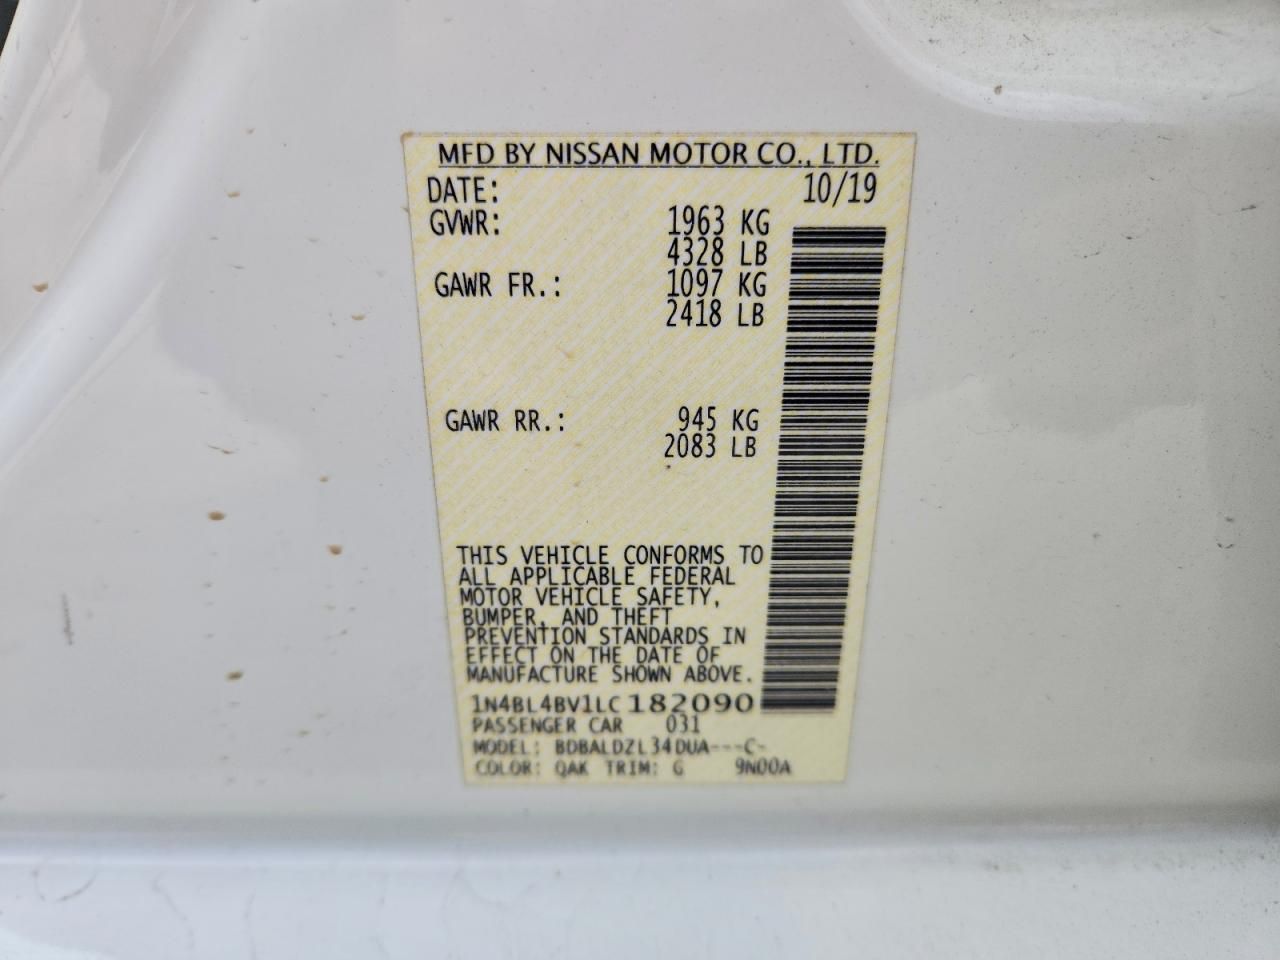 MFD BY NISSAN MOTOR CO., LTD.
DATE: 10/19
GVWR: 1963 KG
4328 LB
GAWR FR.: 1097 KG
2418 LB
GAWR RR.: 945 KG
2083 LB
THIS VEHICLE CONFORMS TO
ALL APPLICABLE FEDERAL
MOTOR VEHICLE SAFETY,
BUMPER, AND THEFT
PREVENTION STANDARDS IN
EFFECT ON THE DATE OF
MANUFACTURE SHOWN ABOVE.
1N4BL4BV1LC182090
PASSENGER CAR 031
MODEL: BDBALDZL34DUA---C-
COLOR: QAK TRIM: G 9N00A